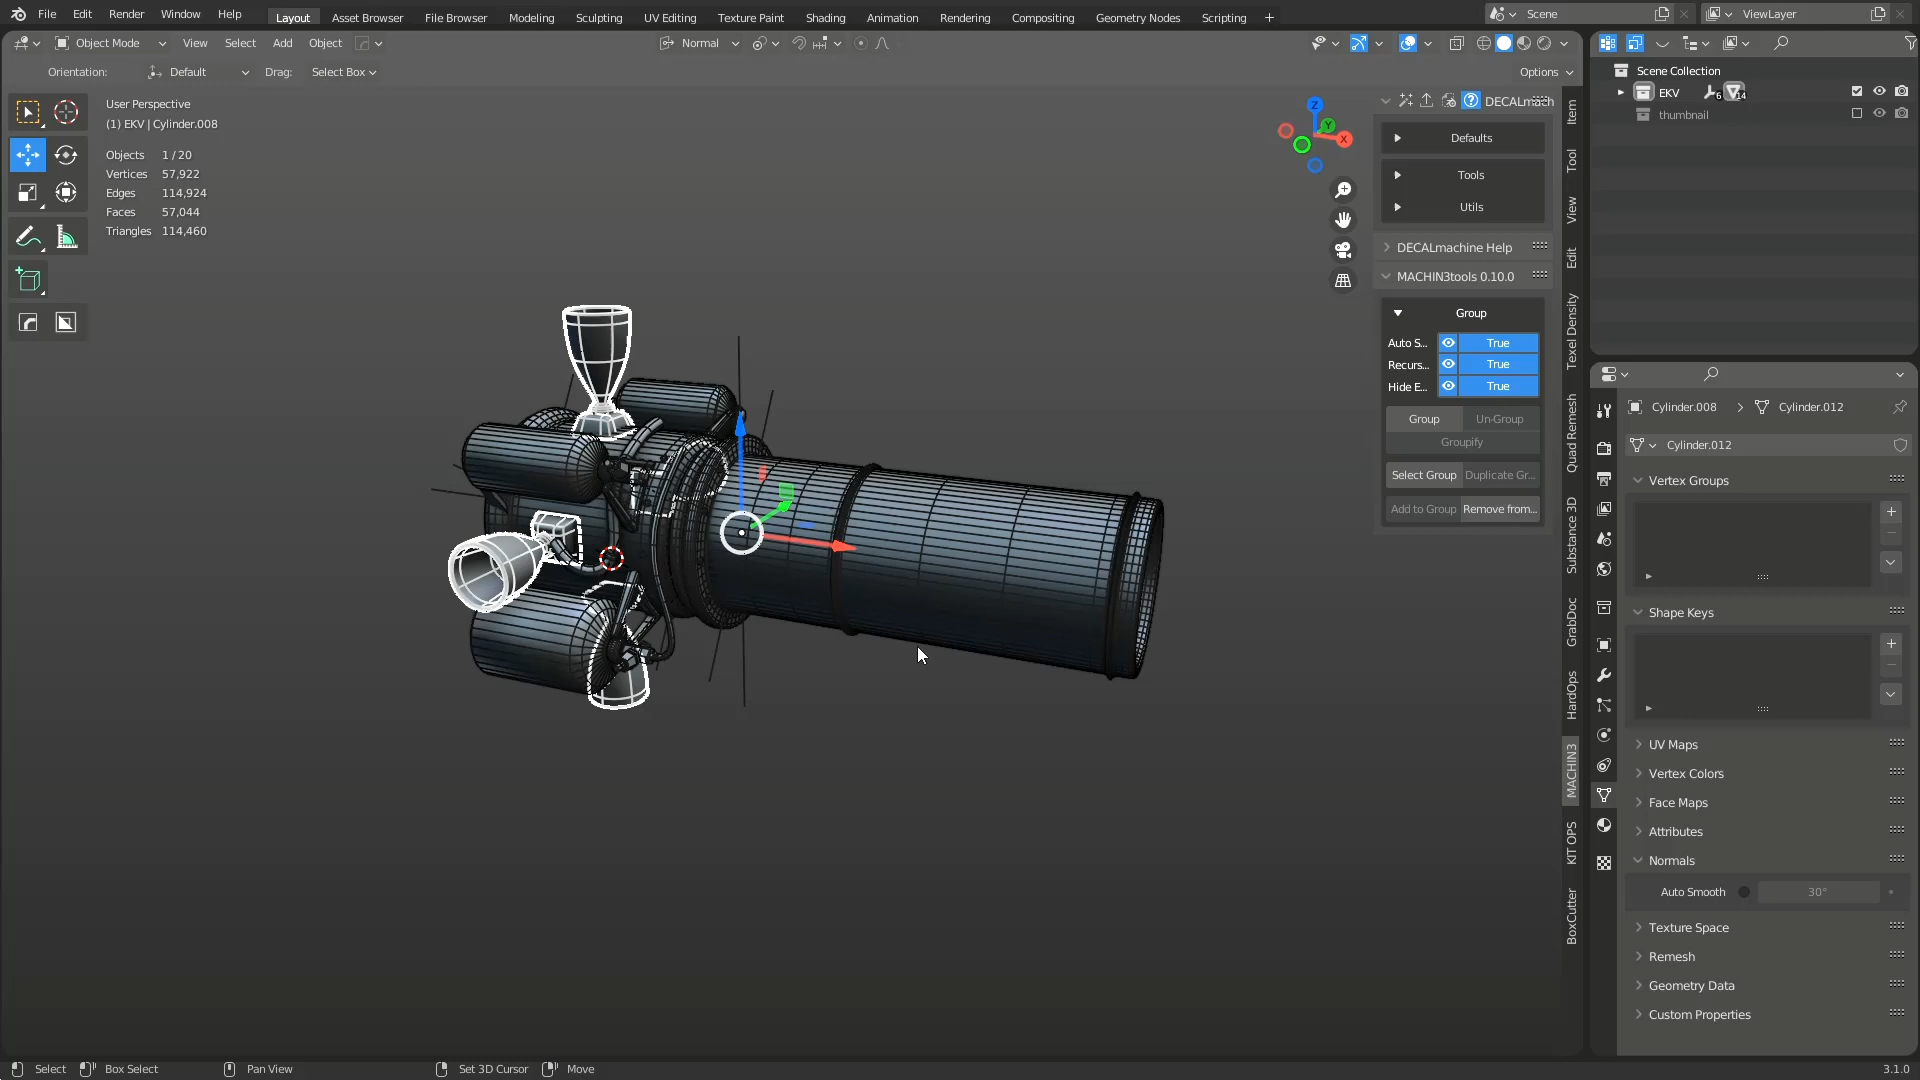 File Edit Render Window Help Layout Asset Browser File Browser Modeling Sculpting UV Editing Texture Paint Shading Animation Rendering Compositing Geometry Nodes Scripting + Scene ViewLayer
Object Mode View Select Add Object Normal
Orientation: Default Drag: Select Box Options
User Perspective
(1) EKV | Cylinder.008
Objects 1 / 20
Vertices 57,922
Edges 114,924
Faces 57,044
Triangles 114,460
Z
Y
X
DECALmach
Defaults
Tools
Utils
DECALmachine Help
MACHIN3tools 0.10.0
Group
Auto S... True
Recurs... True
Hide E... True
Group Un-Group
Groupify
Select Group Duplicate Gr...
Add to Group Remove from...
Item
Tool
View
Edit
Texel Density
Quad Remesh
Substance 3D
GrabDoc
HardOps
MACHIN3
KIT OPS
BoxCutter
Scene Collection
EKV 6 14
thumbnail
Cylinder.008 Cylinder.012
Cylinder.012
Vertex Groups
Shape Keys
UV Maps
Vertex Colors
Face Maps
Attributes
Normals
Auto Smooth 30°
Texture Space
Remesh
Geometry Data
Custom Properties
Select Box Select Pan View Set 3D Cursor Move 3.1.0